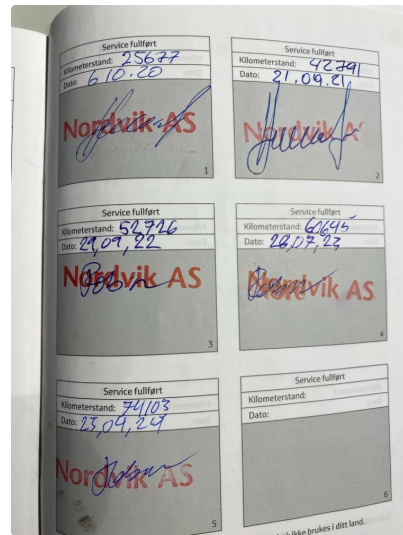 Service fullført
Kilometerstand: 25677
Dato: 6.10.20
Nordvik AS
1
Service fullført
Kilometerstand: 42791
Dato: 21.09.21
Nordvik A
2
Service fullført
Kilometerstand: 52726
Dato: 29,09,22
Nordvik AS
3
Service fullført
Kilometerstand: 60645
Dato: 28,07,23
Nordvik AS
4
Service fullført
Kilometerstand: 74103
Dato: 23,04,24
Nordvik AS
5
Service fullført
Kilometerstand:
Dato:
6
ikke brukes i ditt land.